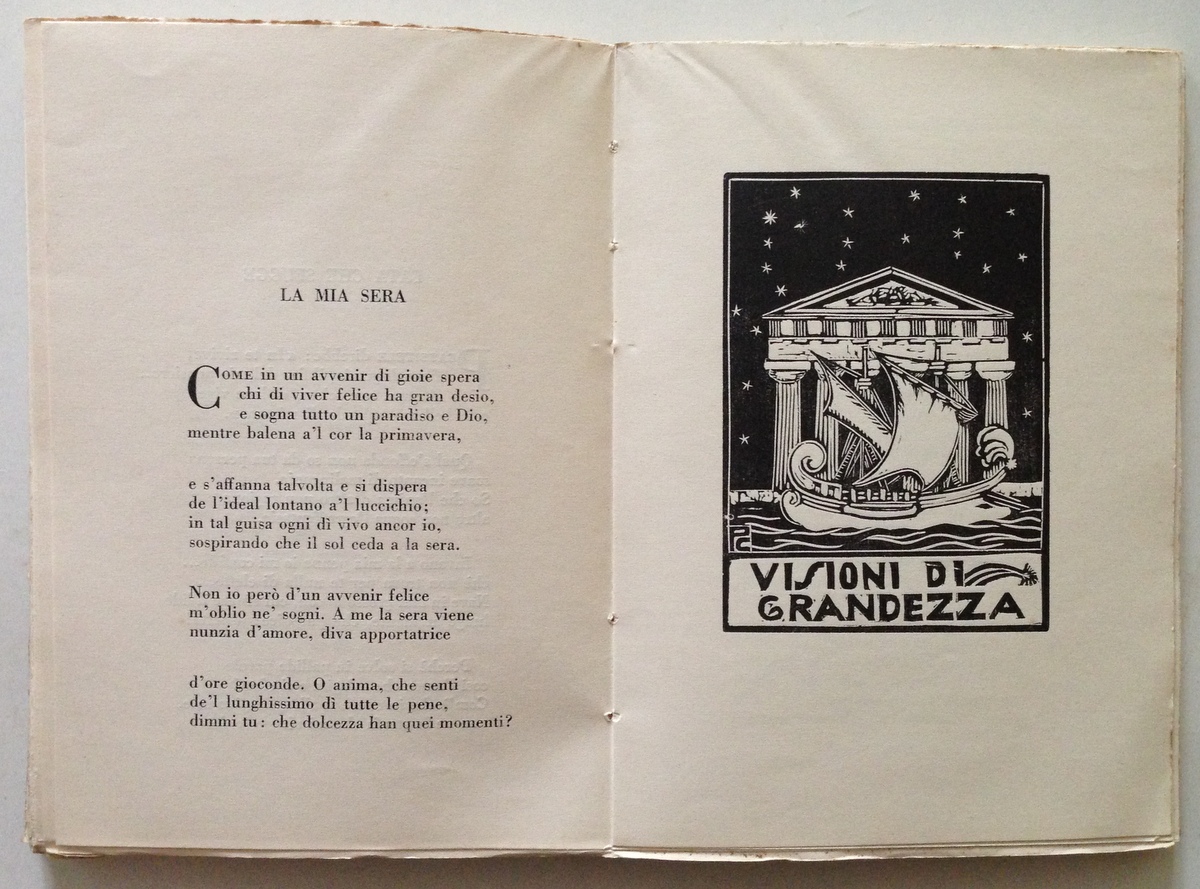 LA MIA SERA
COME in un avvenir di gioie spera
chi di viver felice ha gran desio,
e sogna tutto un paradiso e Dio,
mentre balena a'l cor la primavera,
e s'affanna talvolta e si dispera
de l'ideal lontano a'l luccichio;
in tal guisa ogni dì vivo ancor io,
sospirando che il sol ceda a la sera.
Non io però d'un avvenir felice
m'oblio ne' sogni. A me la sera viene
nunzia d'amore, diva apportatrice
d'ore gioconde. O anima, che senti
de'l lunghissimo dì tutte le pene,
dimmi tu: che dolcezza han quei momenti?
VISIONI DI
GRANDEZZA